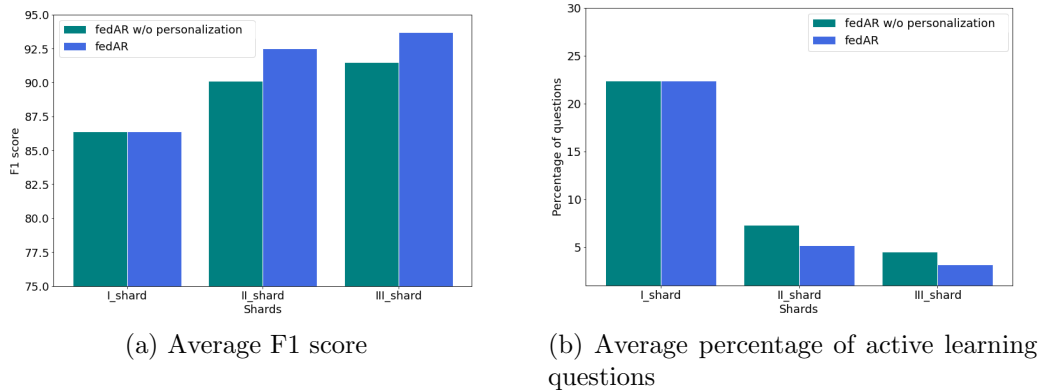 95.0
92.5
90.0
87.5
85.0
82.5
80.0
77.5
75.0
F1 score
fedAR w/o personalization
fedAR
I_shard
II_shard
III_shard
Shards
(a) Average F1 score
30
25
20
15
10
5
Percentage of questions
fedAR w/o personalization
fedAR
I_shard
II_shard
III_shard
Shards
(b) Average percentage of active learning
questions